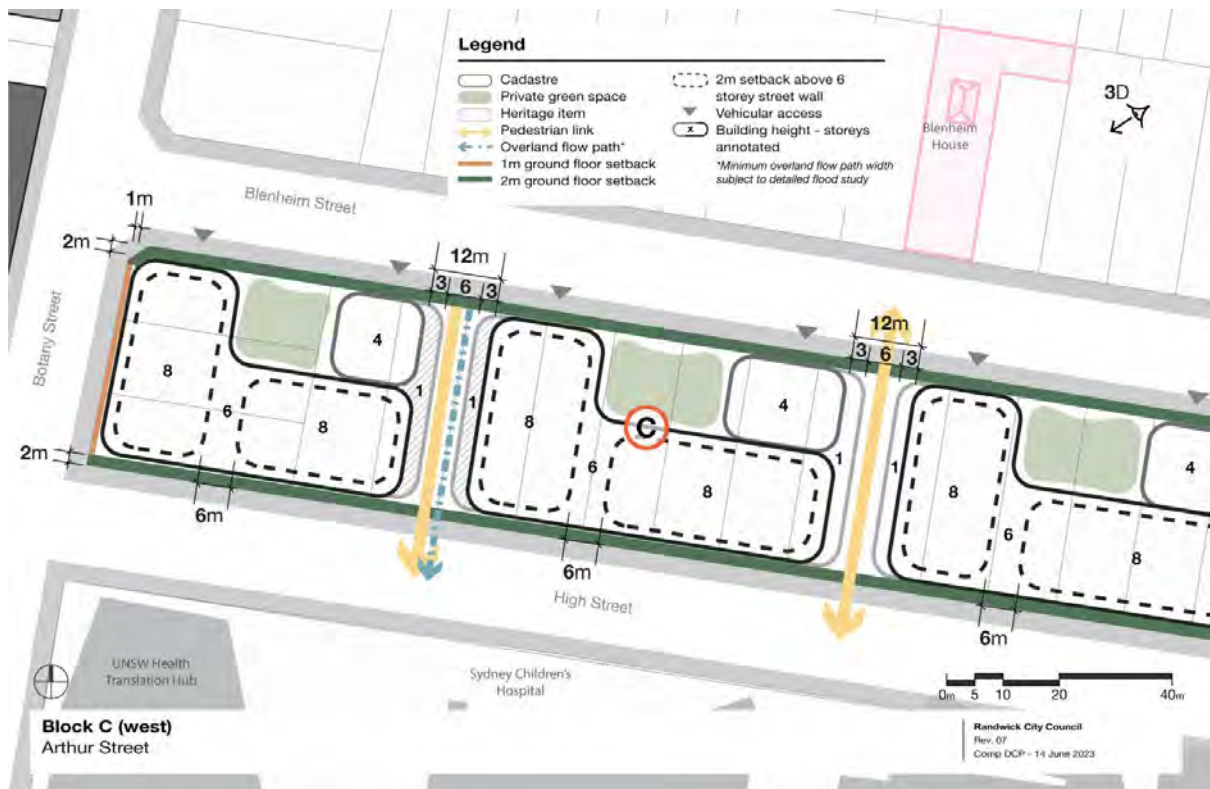 Legend
Cadastre
Private green space
Heritage item
Pedestrian link
Overland flow path*
1m ground floor setback
2m ground floor setback
2m setback above 6
storey street wall
Vehicular access
x
Building height - storeys
annotated
*Minimum overland flow path width
subject to detailed flood study
3D
Blenheim
House
Blenheim Street
1m
2m
12m
3 6 3
12m
3 6 3
Botany Street
8
4
1
1
8
6
8
4
1
1
8
C
6
8
4
8
6
8
2m
6m
6m
6m
High Street
UNSW Health
Translation Hub
Sydney Children's
Hospital
0m 5 10 20 40m
Block C (west)
Arthur Street
Randwick City Council
Rev. 07
Comp DCP - 14 June 2023